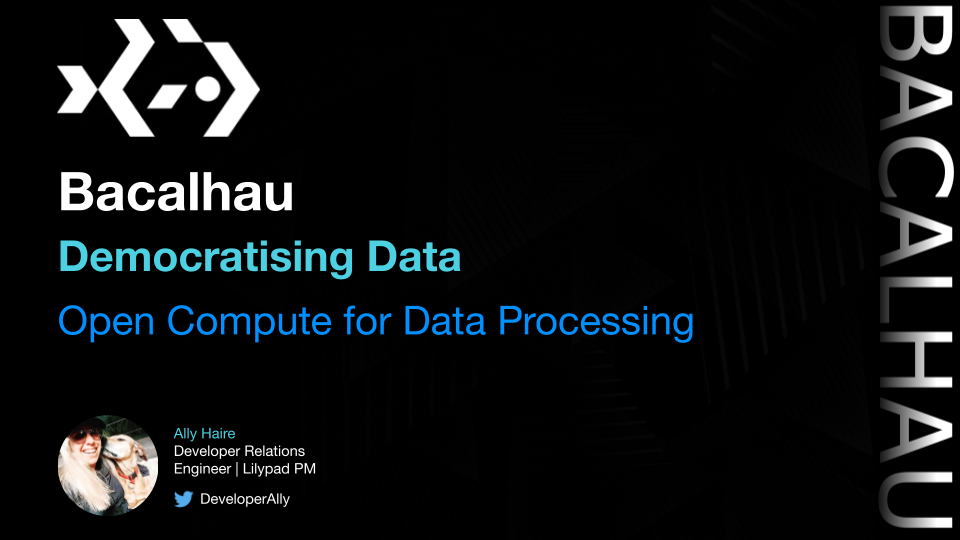 Bacalhau
Democratising Data
Open Compute for Data Processing
Ally Haire
Developer Relations
Engineer | Lilypad PM
DeveloperAlly
BACALHAU